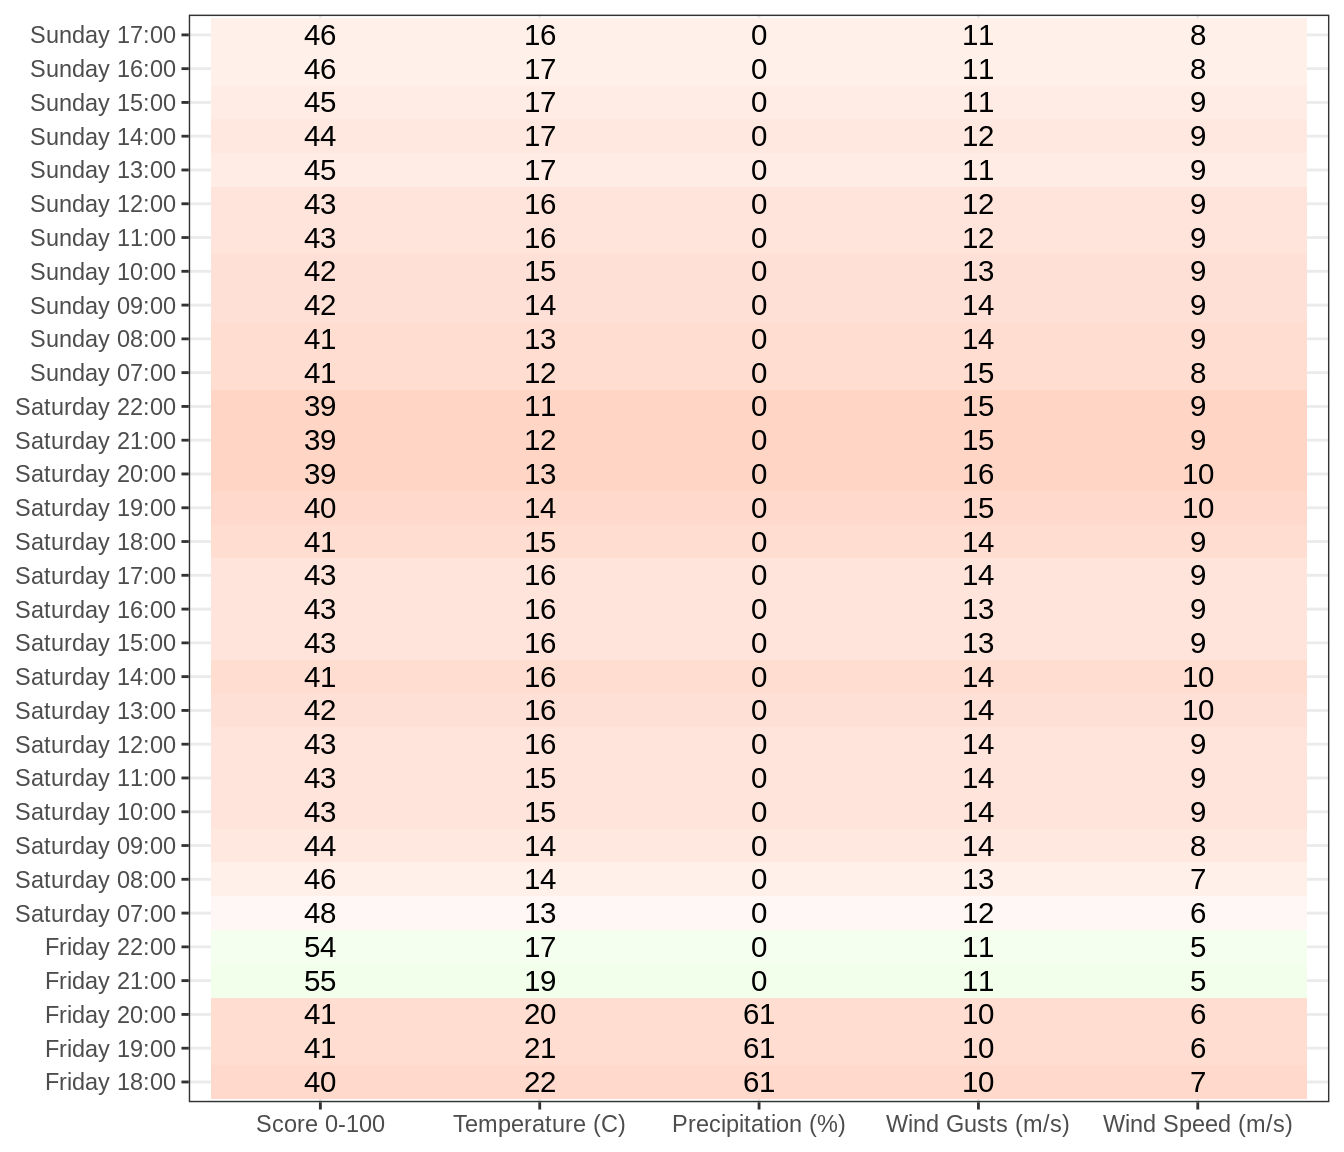 Sunday 17:00 46 16 0 11 8
Sunday 16:00 46 17 0 11 8
Sunday 15:00 45 17 0 11 9
Sunday 14:00 44 17 0 12 9
Sunday 13:00 45 17 0 11 9
Sunday 12:00 43 16 0 12 9
Sunday 11:00 43 16 0 12 9
Sunday 10:00 42 15 0 13 9
Sunday 09:00 42 14 0 14 9
Sunday 08:00 41 13 0 14 9
Sunday 07:00 41 12 0 15 8
Saturday 22:00 39 11 0 15 9
Saturday 21:00 39 12 0 15 9
Saturday 20:00 39 13 0 16 10
Saturday 19:00 40 14 0 15 10
Saturday 18:00 41 15 0 14 9
Saturday 17:00 43 16 0 14 9
Saturday 16:00 43 16 0 13 9
Saturday 15:00 43 16 0 13 9
Saturday 14:00 41 16 0 14 10
Saturday 13:00 42 16 0 14 10
Saturday 12:00 43 16 0 14 9
Saturday 11:00 43 15 0 14 9
Saturday 10:00 43 15 0 14 9
Saturday 09:00 44 14 0 14 8
Saturday 08:00 46 14 0 13 7
Saturday 07:00 48 13 0 12 6
Friday 22:00 54 17 0 11 5
Friday 21:00 55 19 0 11 5
Friday 20:00 41 20 61 10 6
Friday 19:00 41 21 61 10 6
Friday 18:00 40 22 61 10 7
Score 0-100 Temperature (C) Precipitation (%) Wind Gusts (m/s) Wind Speed (m/s)